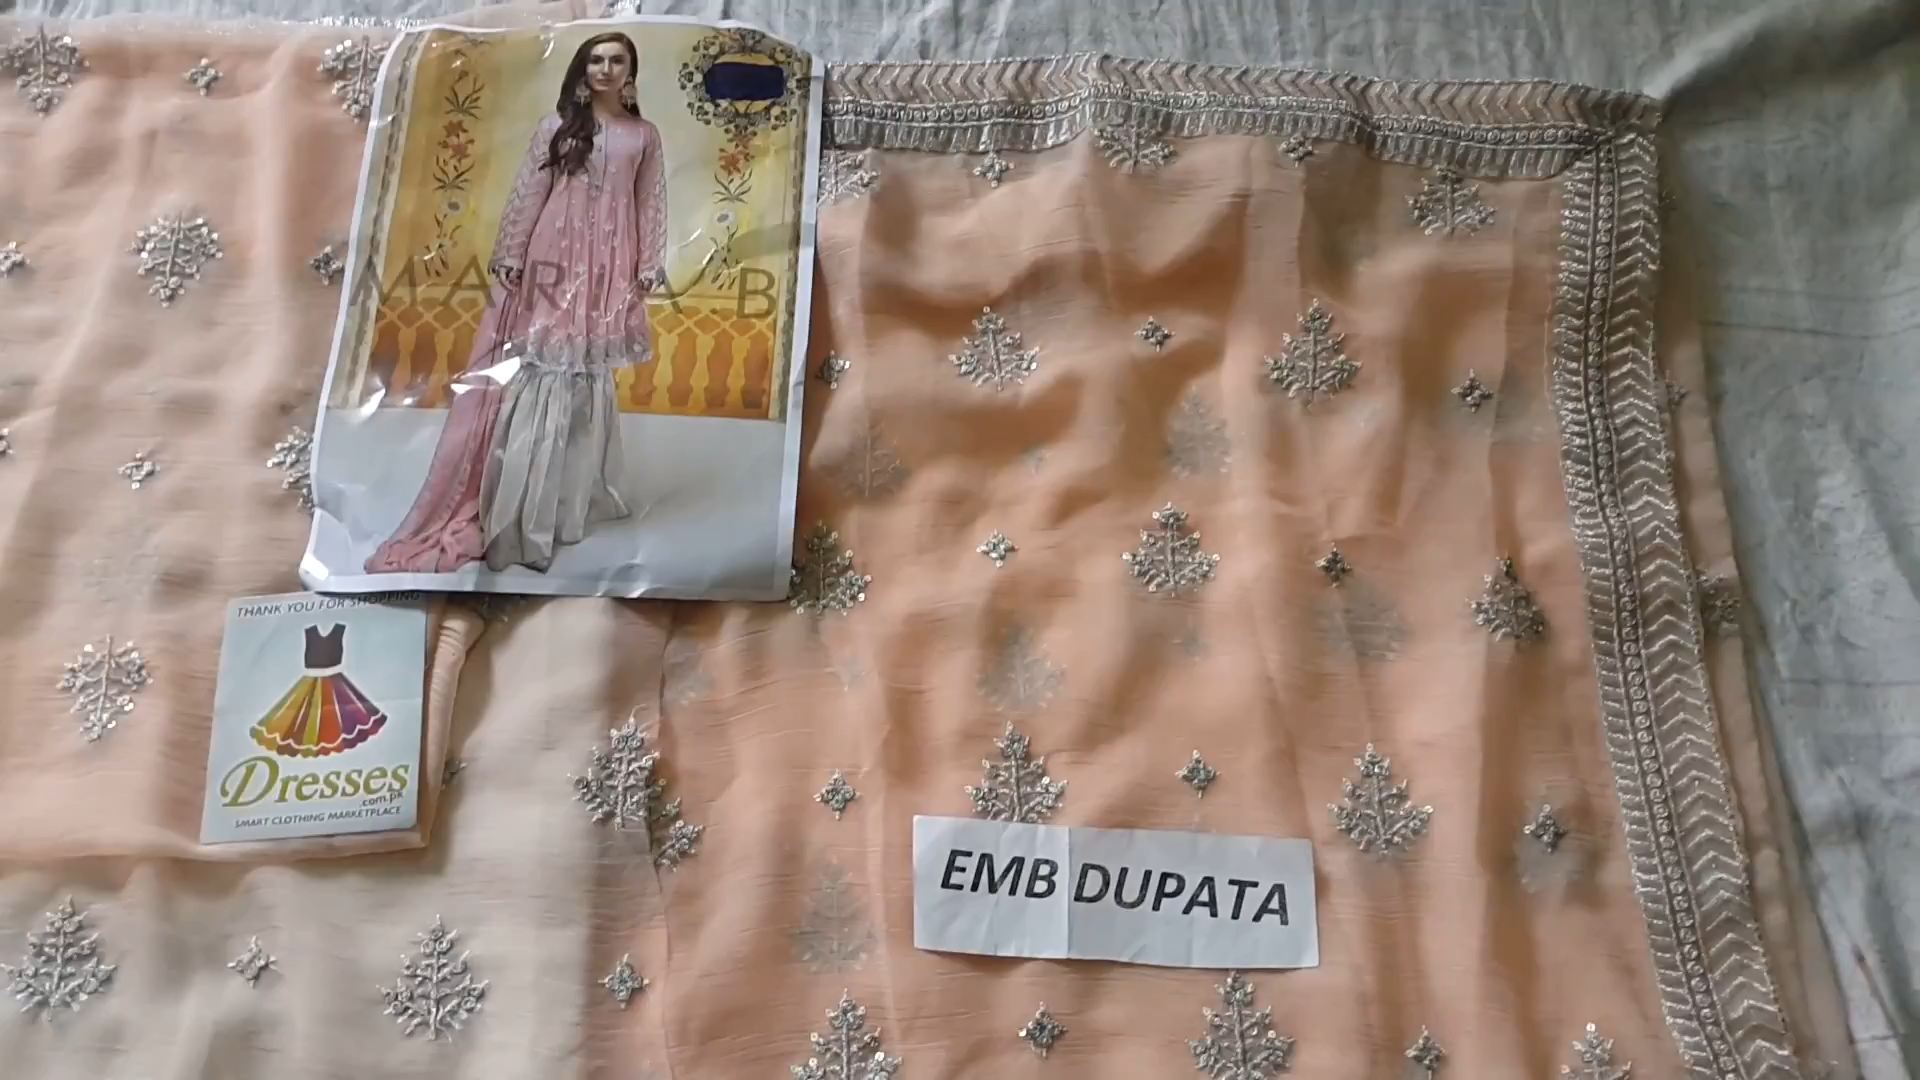 MARIA.B
THANK YOU FOR SHOPPING
Dresses
.com.pk
SMART CLOTHING MARKETPLACE
EMB DUPATA